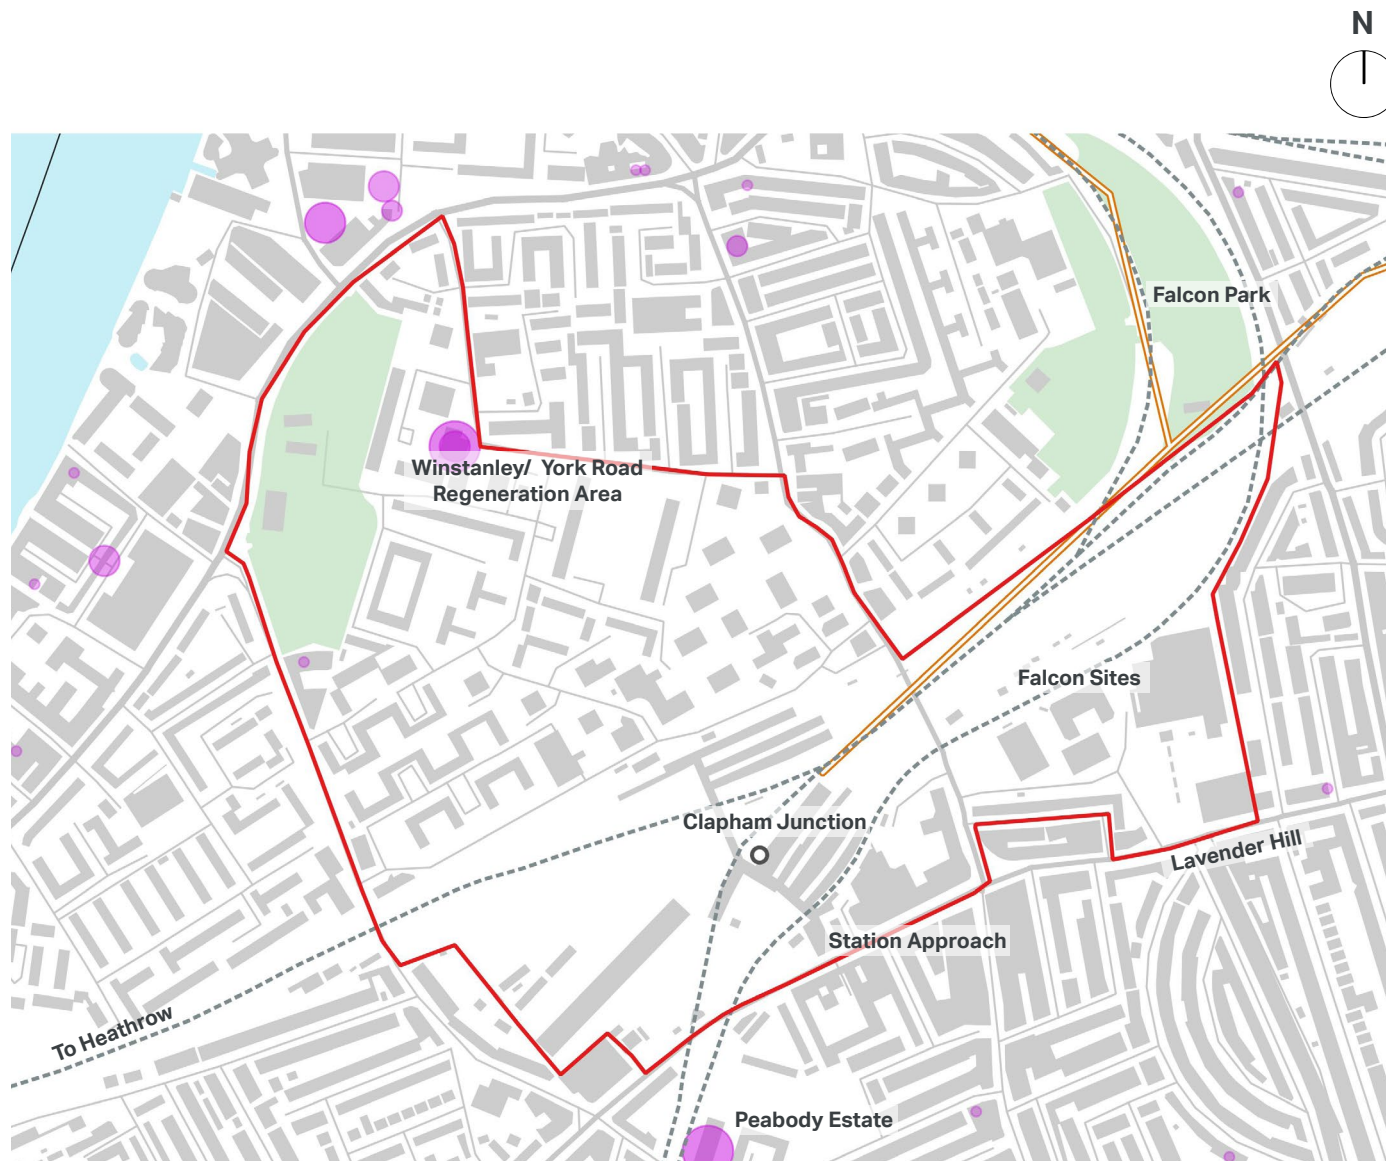 N
Falcon Park
Winstanley/ York Road
Regeneration Area
Falcon Sites
Clapham Junction
Lavender Hill
Station Approach
To Heathrow
Peabody Estate